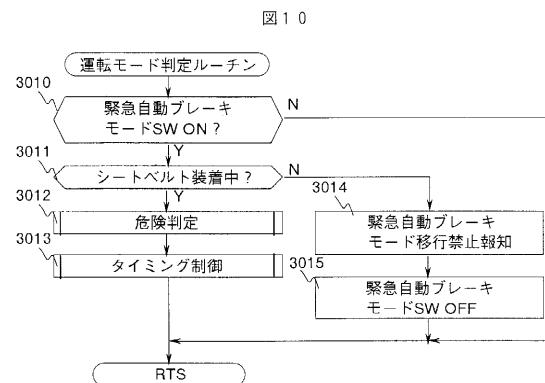 図10
運転モード判定ルーチン
3010
緊急自動ブレーキ
モードSW ON?
N
Y
3011
シートベルト装着中?
N
Y
3012
危険判定
3013
タイミング制御
3014
緊急自動ブレーキ
モード移行禁止報知
3015
緊急自動ブレーキ
モードSW OFF
RTS